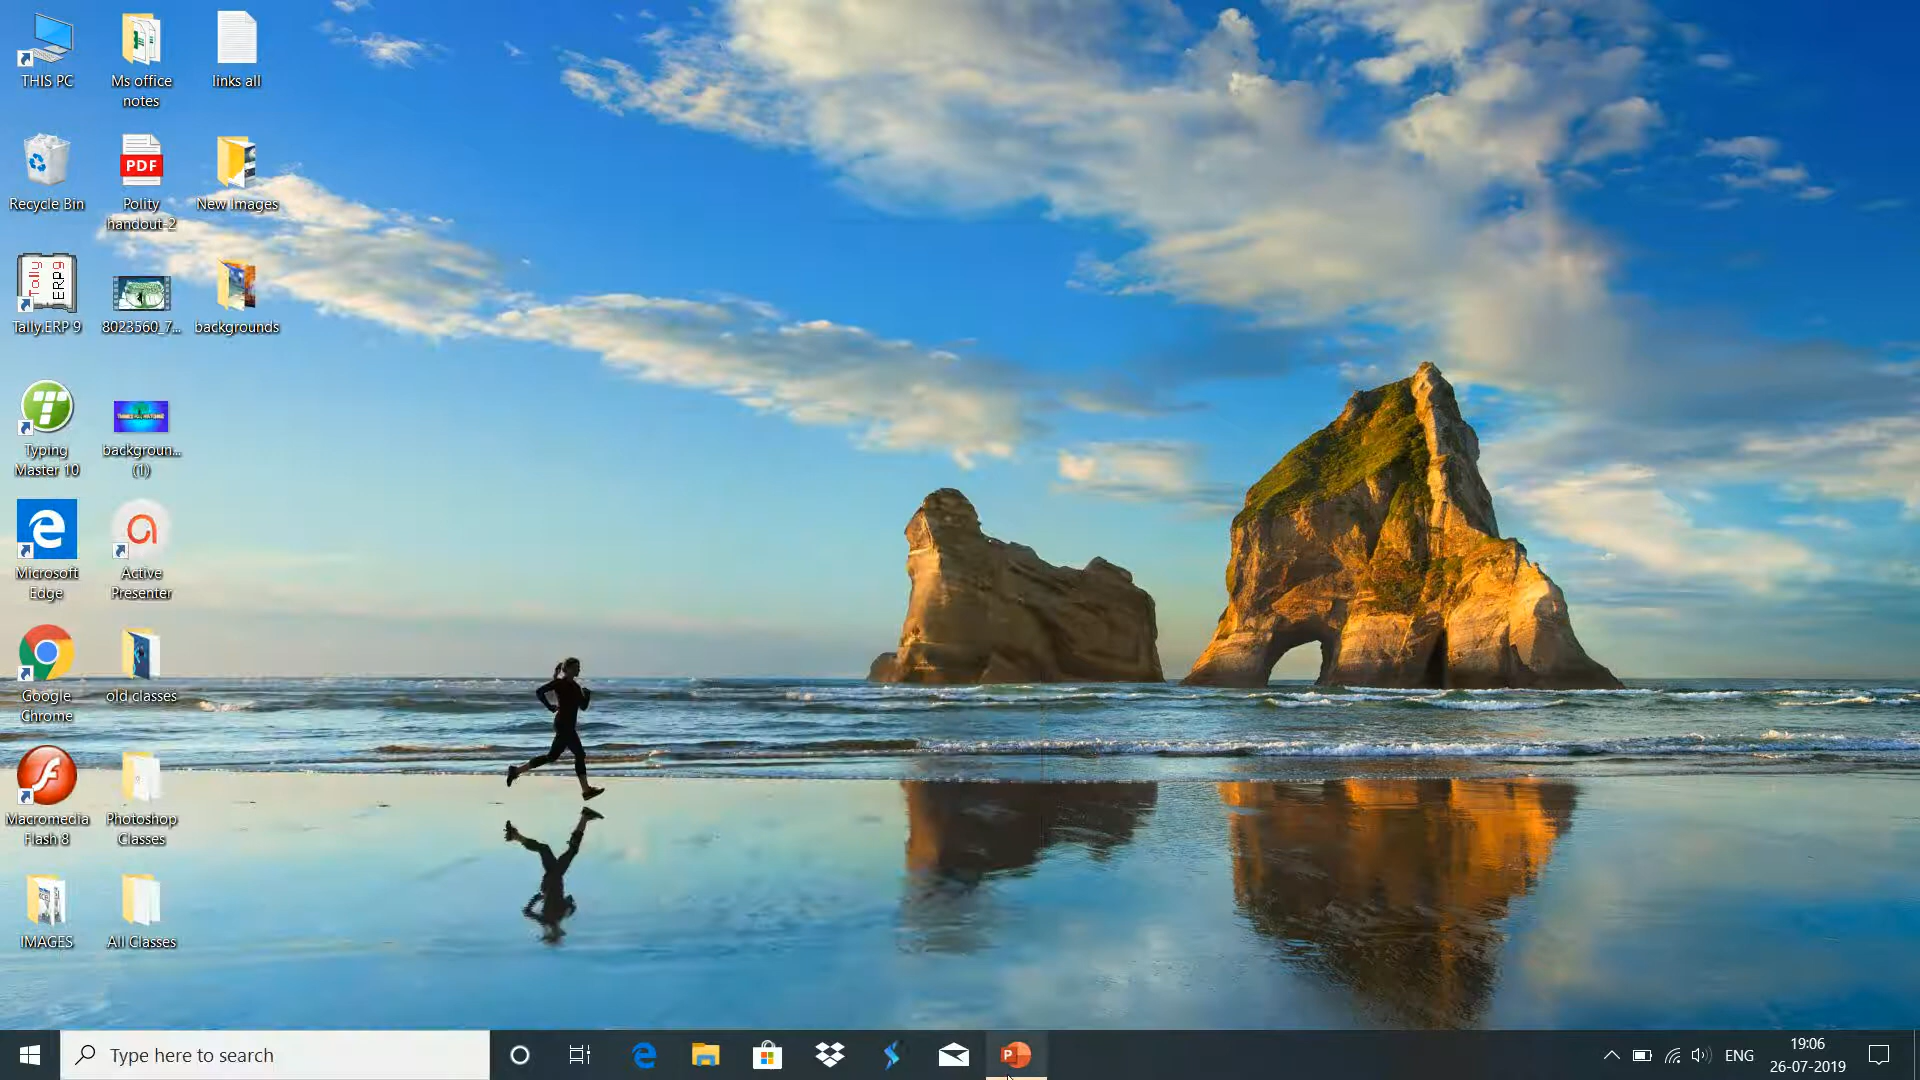 THIS PC
Ms office
notes
links all
Recycle Bin
PDF
Polity
handout-2
New Images
Tally
ERP9
Tally.ERP 9
8023560_7...
backgrounds
Typing
Master 10
backgroun...
(1)
Microsoft
Edge
Active
Presenter
Google
Chrome
old classes
Macromedia
Flash 8
Photoshop
Classes
IMAGES
All Classes
Type here to search
ENG
19:06
26-07-2019